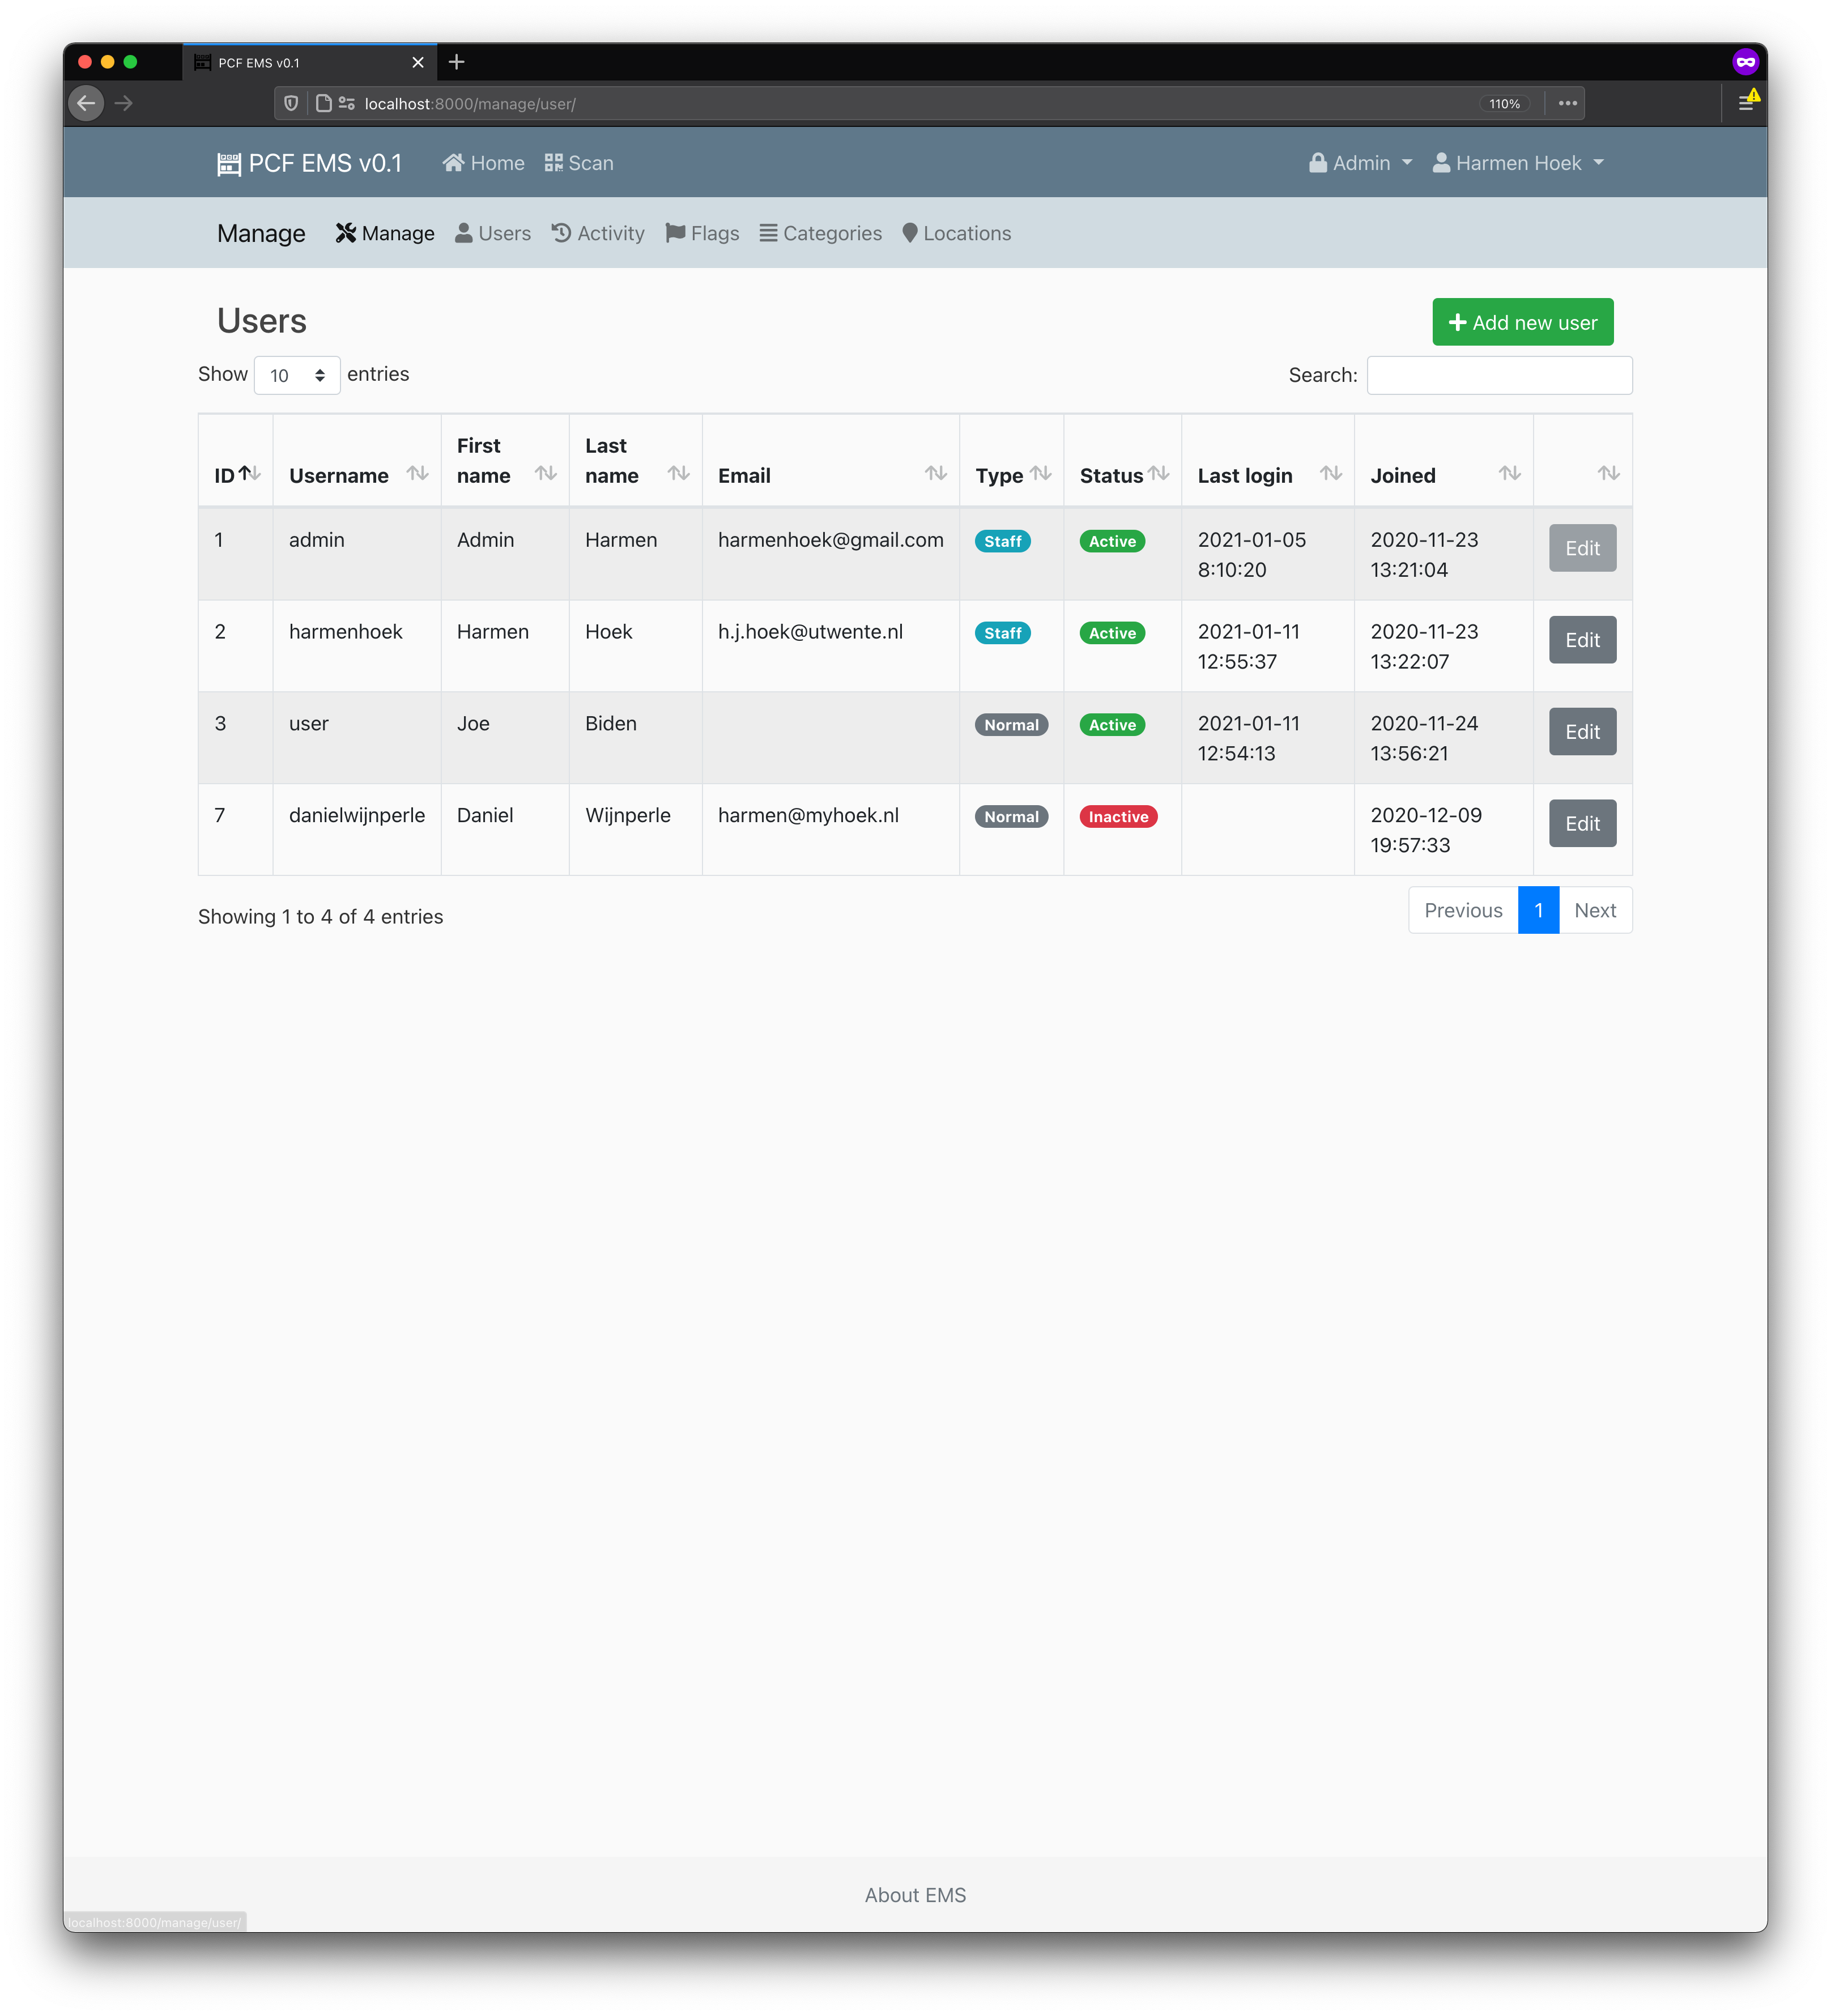 PCF EMS v0.1
localhost:8000/manage/user/
110%
PCF EMS v0.1 Home Scan Admin Harmen Hoek
Manage Manage Users Activity Flags Categories Locations
Users
Add new user
Show 10 entries Search:
ID Username First name Last name Email Type Status Last login Joined
1 admin Admin Harmen harmenhoek@gmail.com Staff Active 2021-01-05 8:10:20 2020-11-23 13:21:04 Edit
2 harmenhoek Harmen Hoek h.j.hoek@utwente.nl Staff Active 2021-01-11 12:55:37 2020-11-23 13:22:07 Edit
3 user Joe Biden Normal Active 2021-01-11 12:54:13 2020-11-24 13:56:21 Edit
7 danielwijnperle Daniel Wijnperle harmen@myhoek.nl Normal Inactive 2020-12-09 19:57:33 Edit
Showing 1 to 4 of 4 entries
Previous 1 Next
About EMS
localhost:8000/manage/user/